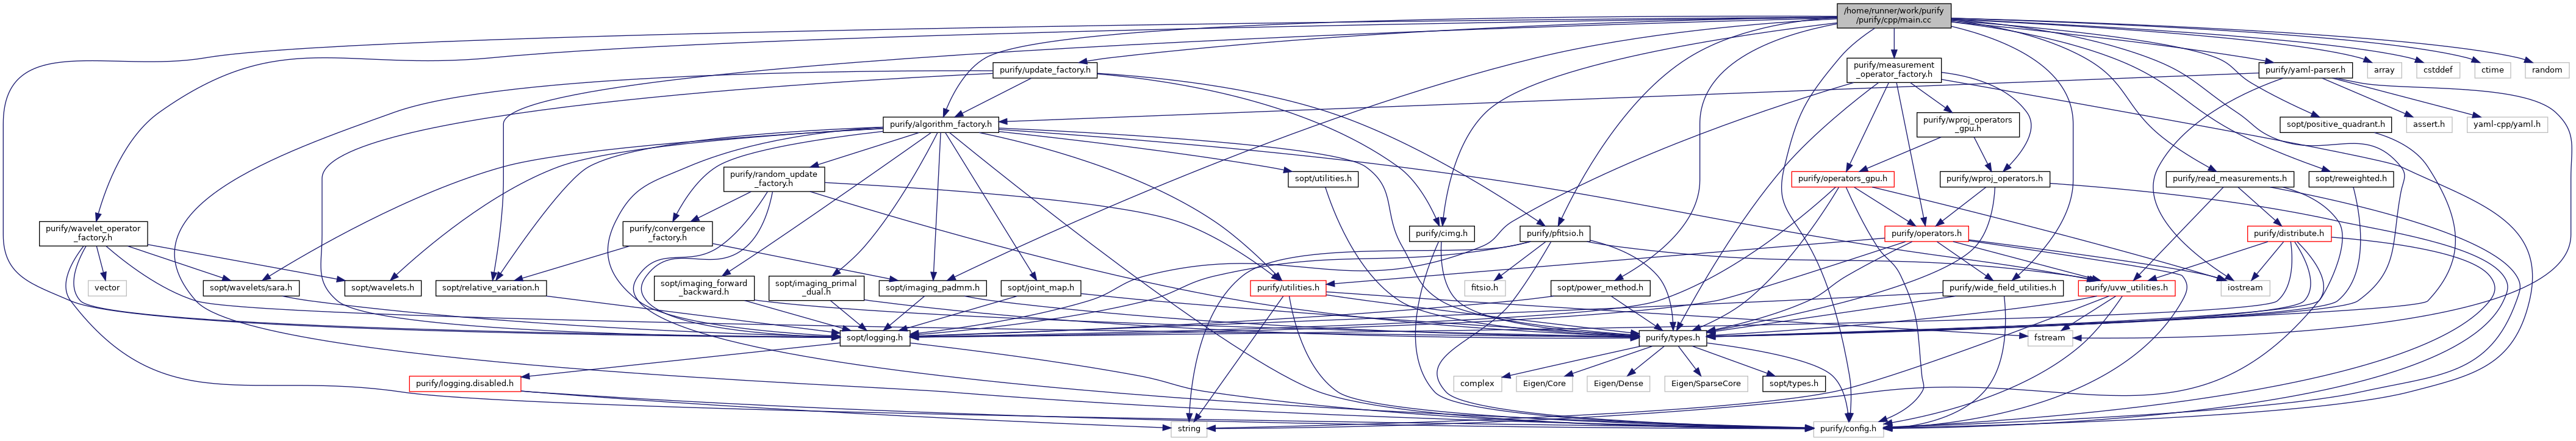 /home/runner/work/purify
/purify/cpp/main.cc
purify/update_factory.h
purify/measurement
_operator_factory.h
purify/yaml-parser.h
array
cstddef
ctime
random
purify/algorithm_factory.h
purify/wproj_operators
_gpu.h
sopt/positive_quadrant.h
assert.h
yaml-cpp/yaml.h
purify/random_update
_factory.h
sopt/utilities.h
purify/operators_gpu.h
purify/wproj_operators.h
purify/read_measurements.h
sopt/reweighted.h
purify/wavelet_operator
_factory.h
purify/convergence
_factory.h
purify/cimg.h
purify/pfitsio.h
purify/operators.h
purify/distribute.h
vector
sopt/wavelets/sara.h
sopt/wavelets.h
sopt/relative_variation.h
sopt/imaging_forward
_backward.h
sopt/imaging_primal
_dual.h
sopt/imaging_padmm.h
sopt/joint_map.h
purify/utilities.h
fitsio.h
sopt/power_method.h
purify/wide_field_utilities.h
purify/uvw_utilities.h
iostream
sopt/logging.h
purify/types.h
fstream
purify/logging.disabled.h
complex
Eigen/Core
Eigen/Dense
Eigen/SparseCore
sopt/types.h
string
purify/config.h